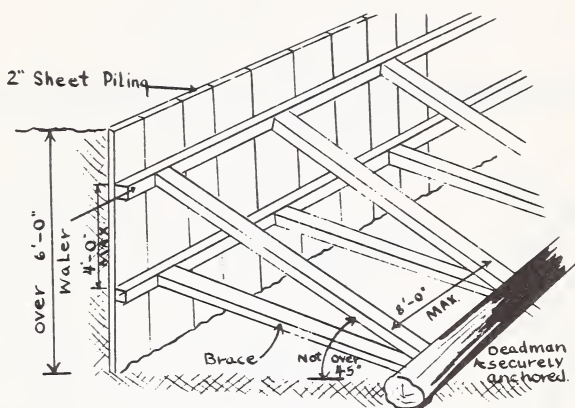 2" Sheet Piling
over 6'-0"
Waler
4'-0"
MAX
8'-0"
MAX.
Brace
Not over
45°
Deadman
securely
anchored.